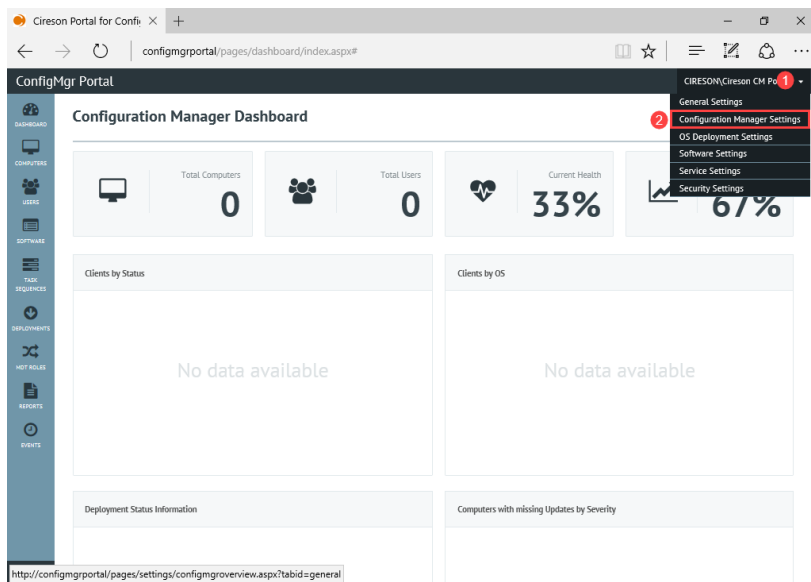 Cireson Portal for Confi
configmgrportal/pages/dashboard/index.aspx#
ConfigMgr Portal
CIRESON\Cireson CM Po
1
General Settings
2
Configuration Manager Settings
OS Deployment Settings
Software Settings
Service Settings
Security Settings
DASHBOARD
COMPUTERS
USERS
SOFTWARE
TASK
SEQUENCES
DEPLOYMENTS
MDT ROLES
REPORTS
EVENTS
Configuration Manager Dashboard
Total Computers
0
Total Users
0
Current Health
33%
67%
Clients by Status
No data available
Clients by OS
No data available
Deployment Status Information
Computers with missing Updates by Severity
http://configmgrportal/pages/settings/configmgroverview.aspx?tabid=general